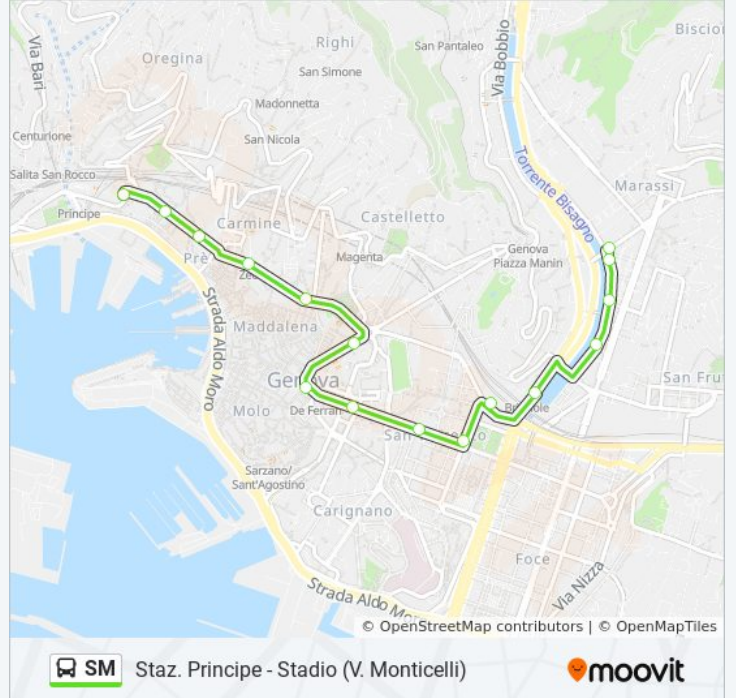 Oregina
Righi
San Pantaleo
Via Bobbio
Via Bari
San Simone
Madonnetta
Centurione
San Nicola
Torrente Bisagno
Salita San Rocco
Marassi
Principe
Carmine
Castelletto
Prè
Magenta
Genova
Piazza Manin
Strada Aldo Moro
Maddalena
Genova
San Fru
Molo
De Ferrari
Brignole
Sarzano/
Sant'Agostino
Carignano
Foce
Via Nizza
Strada Aldo Moro
© OpenStreetMap contributors | © OpenMapTiles
SM Staz. Principe - Stadio (V. Monticelli) moovit